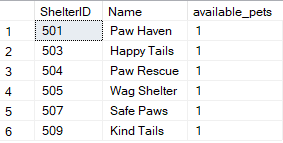 ShelterID Name available_pets
1 501 Paw Haven 1
2 503 Happy Tails 1
3 504 Paw Rescue 1
4 505 Wag Shelter 1
5 507 Safe Paws 1
6 509 Kind Tails 1